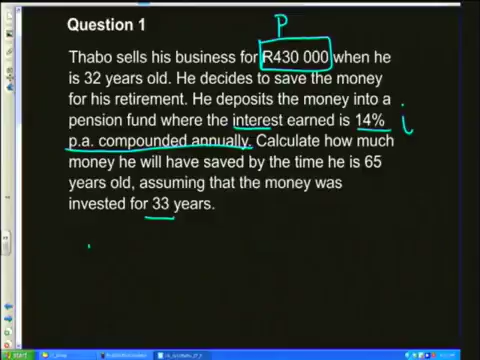 Question 1
P
Thabo sells his business for R430 000 when he
is 32 years old. He decides to save the money
for his retirement. He deposits the money into a
pension fund where the interest earned is 14% i
p.a. compounded annually. Calculate how much
money he will have saved by the time he is 65
years old, assuming that the money was
invested for 33 years.
start